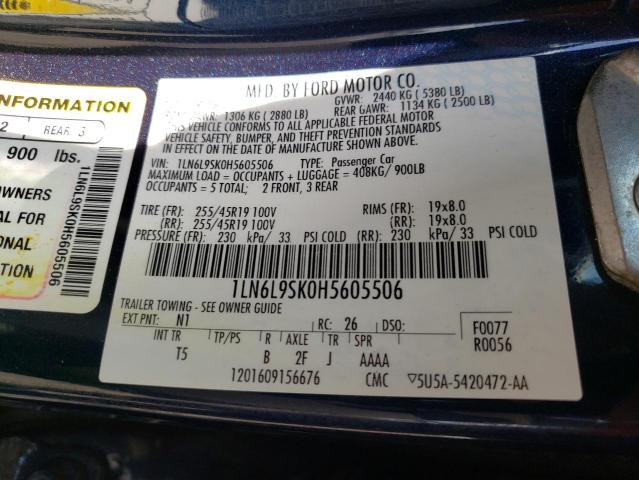 NFORMATION
2 REAR 3
900 lbs.
WNERS
AL FOR
ONAL
N
1LN6L9SK0H5605506
MFD. BY FORD MOTOR CO.
GVWR: 2440 KG ( 5380 LB)
1306 KG ( 2880 LB) REAR GAWR: 1134 KG ( 2500 LB)
THIS VEHICLE CONFORMS TO ALL APPLICABLE FEDERAL MOTOR
VEHICLE SAFETY, BUMPER, AND THEFT PREVENTION STANDARDS
IN EFFECT ON THE DATE OF MANUFACTURE SHOWN ABOVE.
VIN: 1LN6L9SK0H5605506 TYPE: Passenger Car
MAXIMUM LOAD = OCCUPANTS + LUGGAGE = 408KG/900LB
OCCUPANTS = 5 TOTAL; 2 FRONT, 3 REAR
TIRE (FR): 255/45R19 100V RIMS (FR): 19x8.0
(RR): 255/45R19 100V (RR): 19x8.0
PRESSURE (FR): 230 kPa/ 33 PSI COLD (RR): 230 kPa/ 33 PSI COLD
1LN6L9SK0H5605506
TRAILER TOWING - SEE OWNER GUIDE
EXT PNT: N1 RC: 26 DSO: F0077
INT TR TP/PS R AXLE TR SPR R0056
T5 B 2F J AAAA
1201609156676 CMC ▽5U5A-5420472-AA